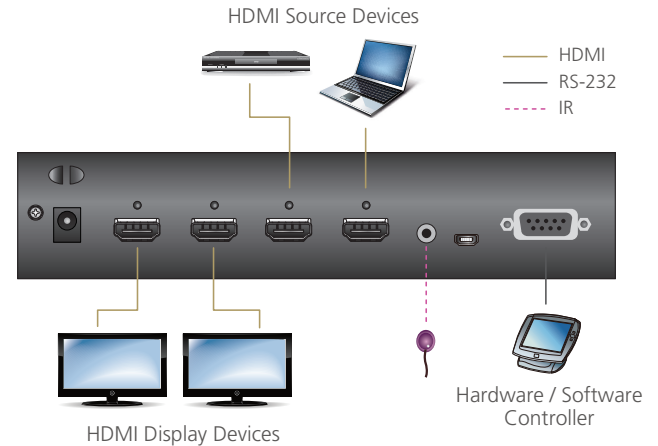 HDMI Source Devices
HDMI
RS-232
IR
HDMI Display Devices
Hardware / Software
Controller